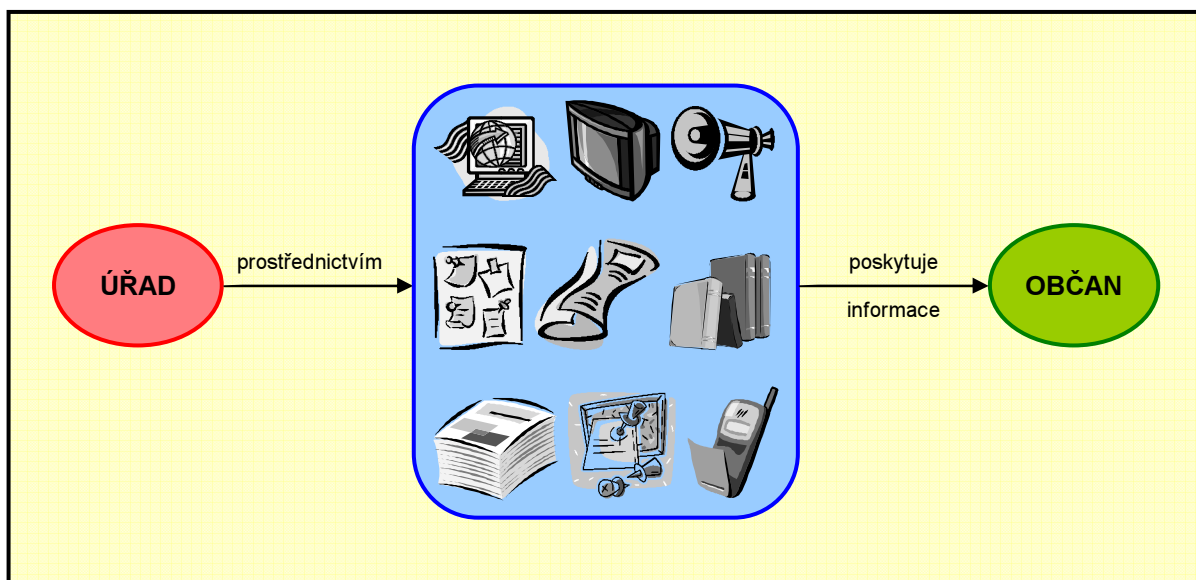 ÚŘAD
prostřednictvím
poskytuje
informace
OBČAN